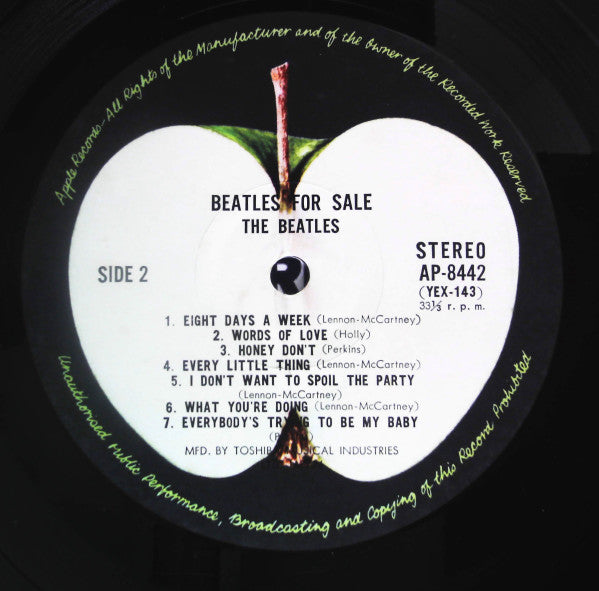 Apple Records—All Rights of the Manufacturer and of the Owner of the Recorded Work Reserved
BEATLES FOR SALE
THE BEATLES
SIDE 2
STEREO
AP-8442
(YEX-143)
33⅓ r. p. m.
1. EIGHT DAYS A WEEK (Lennon-McCartney)
2. WORDS OF LOVE (Holly)
3. HONEY DON'T (Perkins)
4. EVERY LITTLE THING (Lennon-McCartney)
5. I DON'T WANT TO SPOIL THE PARTY
(Lennon-McCartney)
6. WHAT YOU'RE DOING (Lennon-McCartney)
7. EVERYBODY'S TRYING TO BE MY BABY
MFD. BY TOSHIBA MUSICAL INDUSTRIES
Unauthorised Public Performance, Broadcasting and Copying of this Record Prohibited